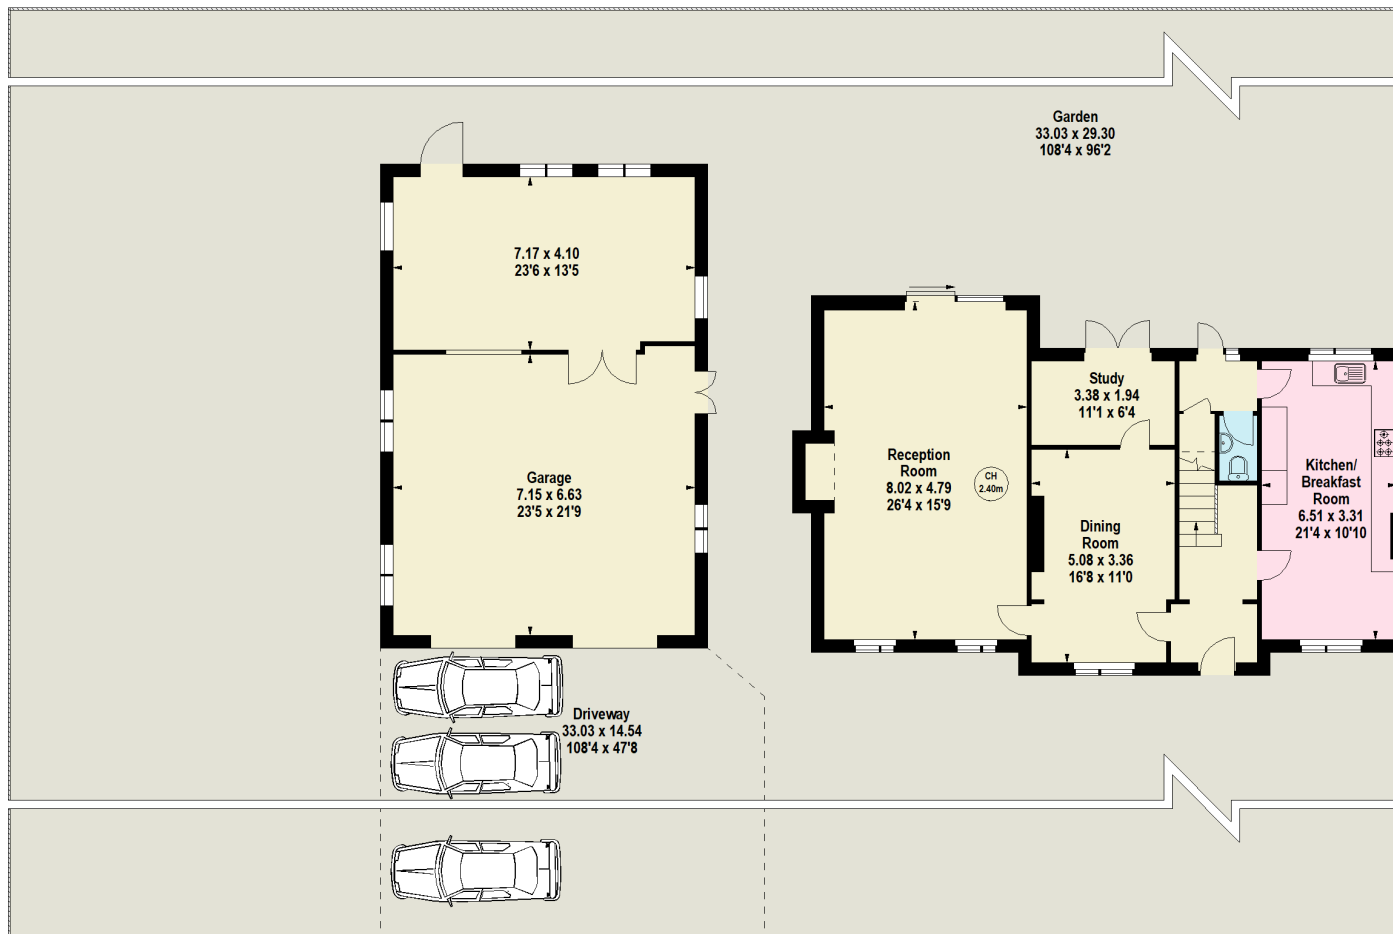 Garden
33.03 x 29.30
108'4 x 96'2
7.17 x 4.10
23'6 x 13'5
Study
3.38 x 1.94
11'1 x 6'4
Reception
Room
8.02 x 4.79
26'4 x 15'9
CH
2.40m
Kitchen/
Breakfast
Room
6.51 x 3.31
21'4 x 10'10
Garage
7.15 x 6.63
23'5 x 21'9
Dining
Room
5.08 x 3.36
16'8 x 11'0
Driveway
33.03 x 14.54
108'4 x 47'8